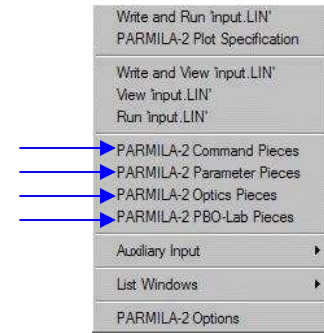 Write and Run 'input.LIN'
PARMILA-2 Plot Specification
Write and View 'input.LIN'
View 'input.LIN'
Run 'input.LIN'
PARMILA-2 Command Pieces
PARMILA-2 Parameter Pieces
PARMILA-2 Optics Pieces
PARMILA-2 PBO-Lab Pieces
Auxiliary Input
List Windows
PARMILA-2 Options